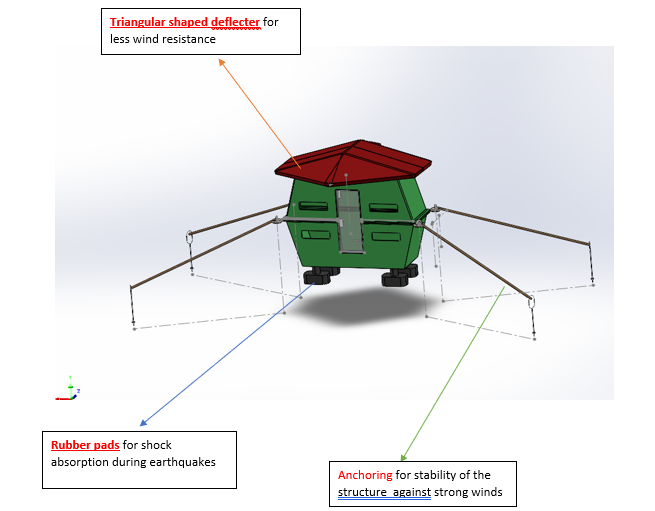 Triangular shaped deflecter for
less wind resistance
Rubber pads for shock
absorption during earthquakes
Anchoring for stability of the
structure against strong winds